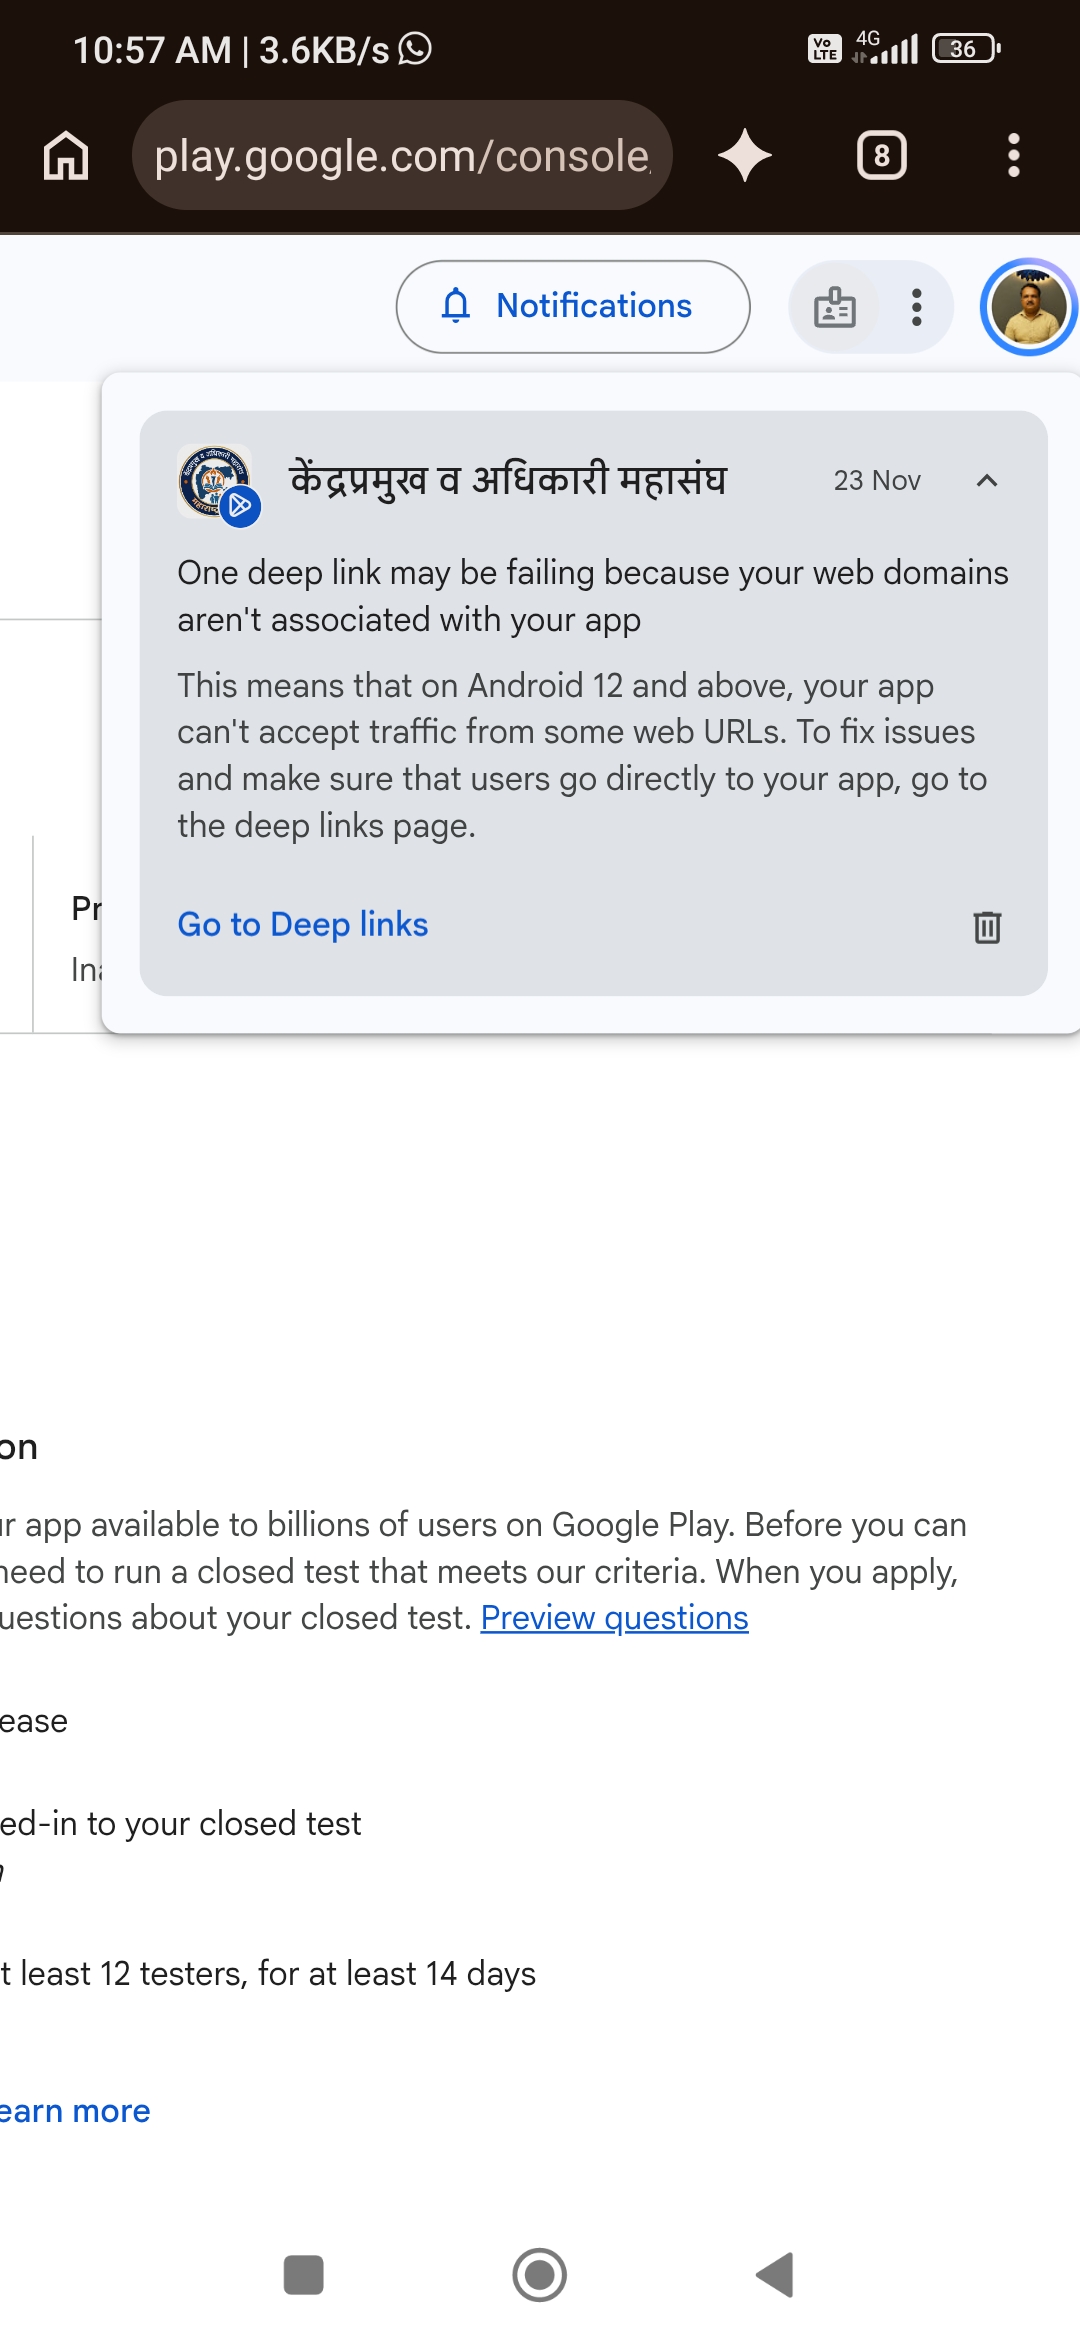 10:57 AM | 3.6KB/s
Vo LTE 4G 36
play.google.com/console
8
Notifications
केंद्रप्रमुख व अधिकारी महासंघ 23 Nov
One deep link may be failing because your web domains
aren't associated with your app
This means that on Android 12 and above, your app
can't accept traffic from some web URLs. To fix issues
and make sure that users go directly to your app, go to
the deep links page.
Pr
Go to Deep links
Ina
on
ur app available to billions of users on Google Play. Before you can
need to run a closed test that meets our criteria. When you apply,
uestions about your closed test. Preview questions
ease
ed-in to your closed test
t least 12 testers, for at least 14 days
earn more